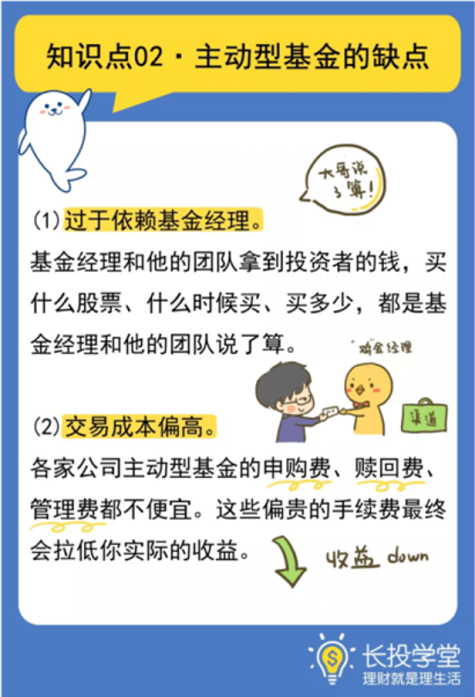 知识点02·主动型基金的缺点
大哥说
了算!
(1)过于依赖基金经理。
基金经理和他的团队拿到投资者的钱，买
什么股票、什么时候买、买多少，都是基
金经理和他的团队说了算。
"鸡金经理
渠道
(2)交易成本偏高。
各家公司主动型基金的申购费、赎回费、
管理费都不便宜。这些偏贵的手续费最终
会拉低你实际的收益。
收益 down
长投学堂
理财就是理生活